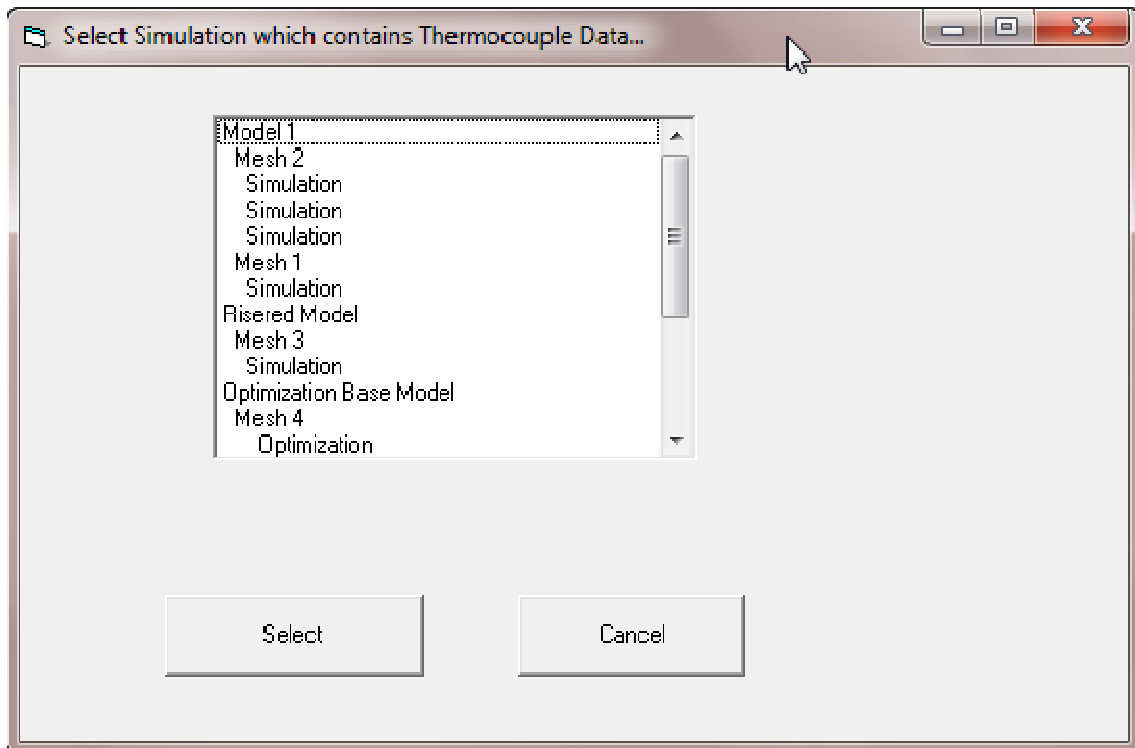 Select Simulation which contains Thermocouple Data...
Model 1
Mesh 2
Simulation
Simulation
Simulation
Mesh 1
Simulation
Risered Model
Mesh 3
Simulation
Optimization Base Model
Mesh 4
Optimization
Select
Cancel